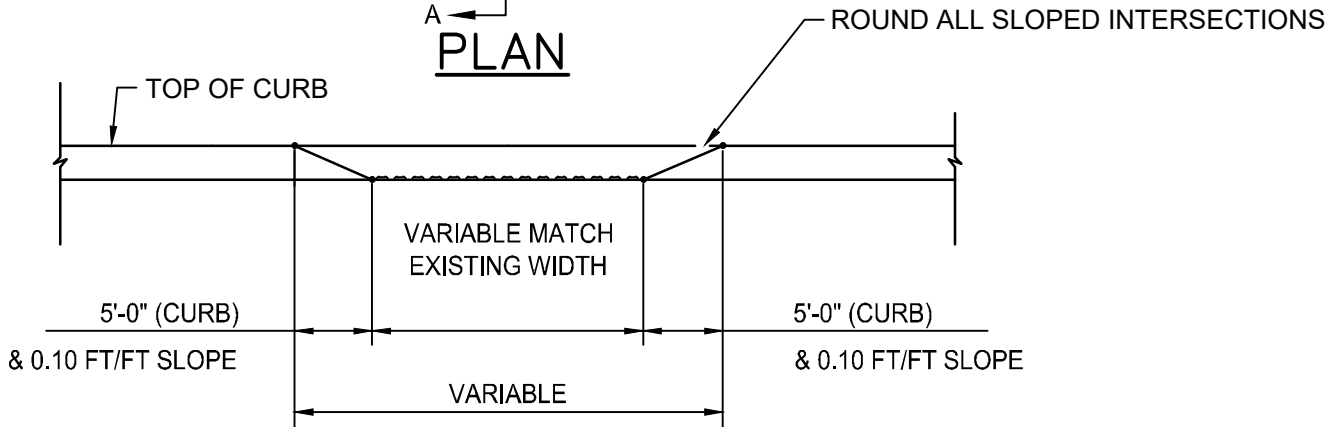 A
PLAN
ROUND ALL SLOPED INTERSECTIONS
TOP OF CURB
VARIABLE MATCH
EXISTING WIDTH
5'-0" (CURB)
& 0.10 FT/FT SLOPE
5'-0" (CURB)
& 0.10 FT/FT SLOPE
VARIABLE